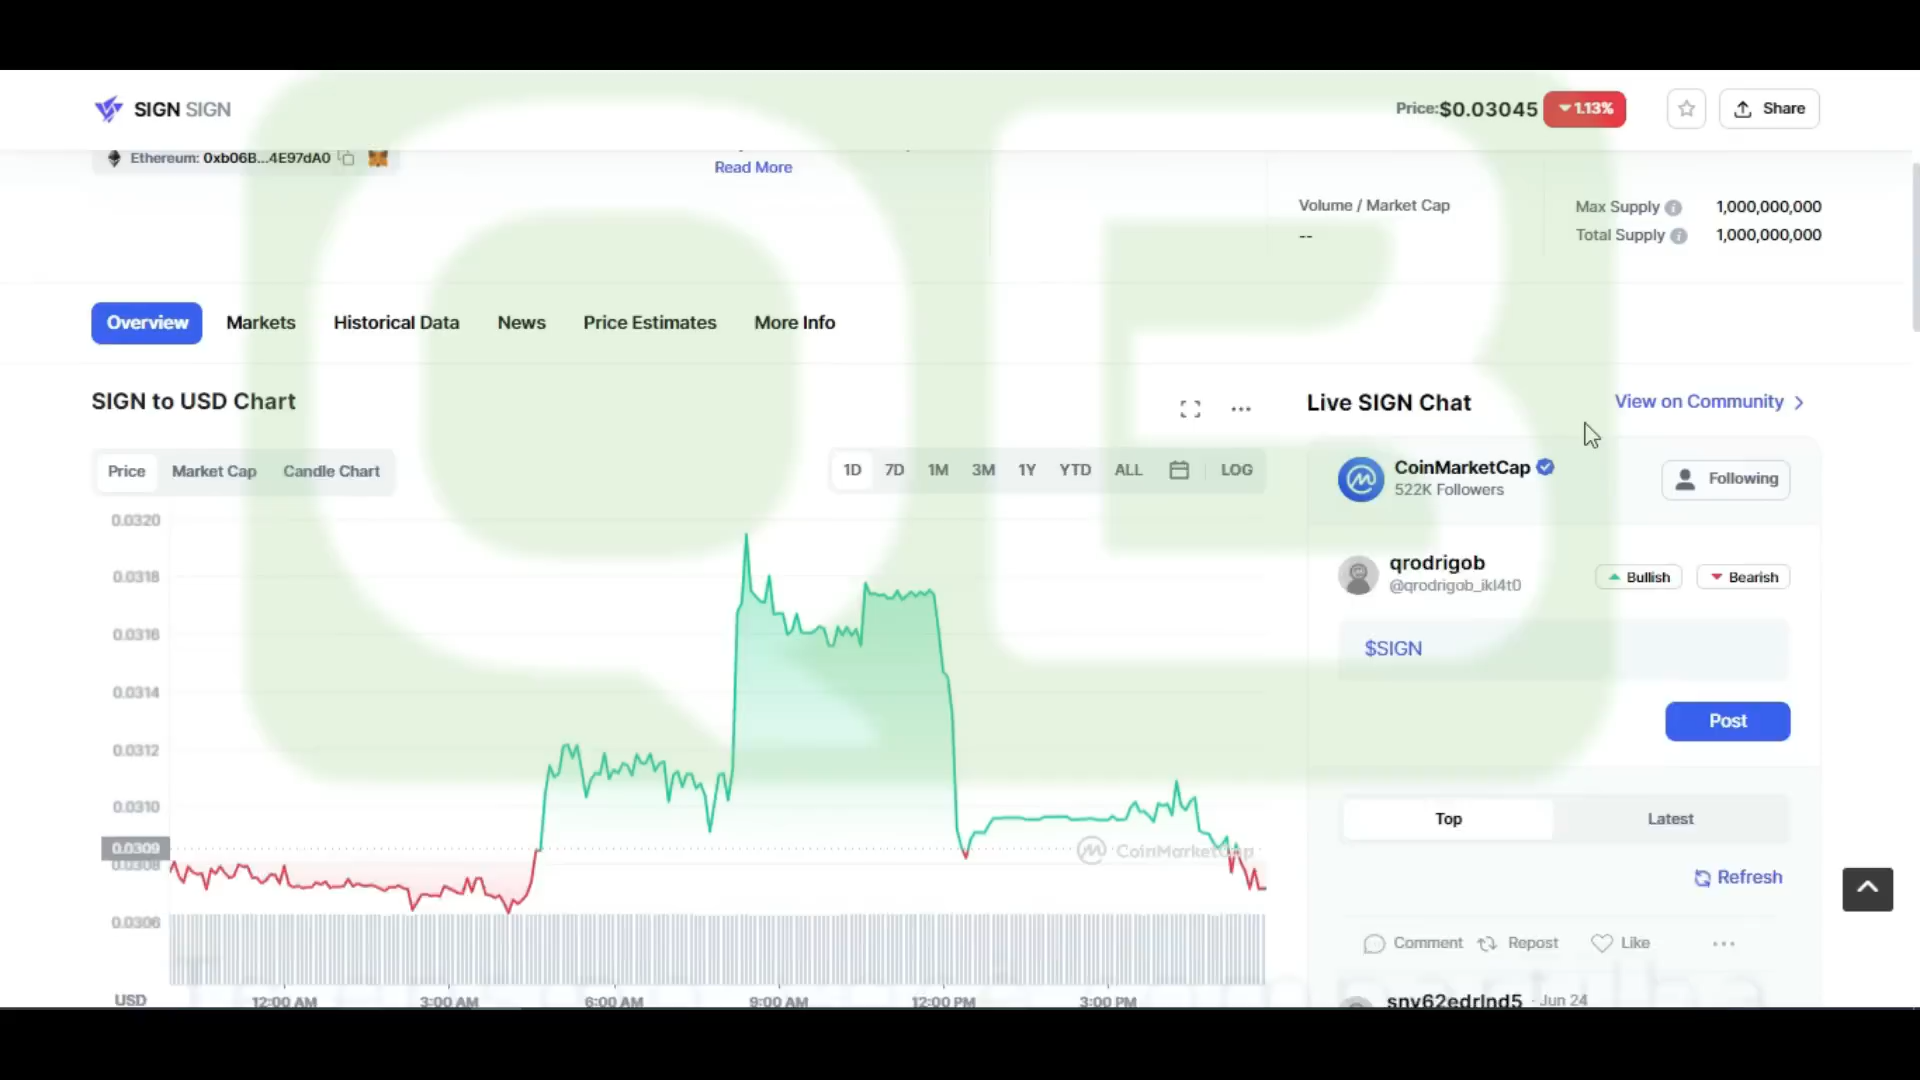 SIGN SIGN
Price:$0.03045 1.13%
Share
Ethereum: 0xb06B...4E97dA0
Read More
Volume / Market Cap
--
Max Supply 1,000,000,000
Total Supply 1,000,000,000
Overview Markets Historical Data News Price Estimates More Info
SIGN to USD Chart
Price Market Cap Candle Chart
1D 7D 1M 3M 1Y YTD ALL LOG
0.0320
0.0318
0.0316
0.0314
0.0312
0.0310
0.0309
0.0308
0.0306
CoinMarketCap
USD 12:00 AM 3:00 AM 6:00 AM 9:00 AM 12:00 PM 3:00 PM
Live SIGN Chat
View on Community
CoinMarketCap
522K Followers
Following
qrodrigob
@qrodrigob_ikl4t0
Bullish Bearish
$SIGN
Post
Top Latest
Refresh
Comment Repost Like
sny62edrlnd5 · Jun 24